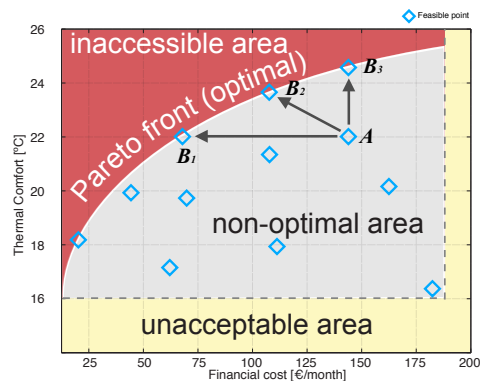 Feasible point
26
24
22
20
18
16
Thermal Comfort [ºC]
inaccessible area
Pareto front (optimal)
B1
B2
B3
A
non-optimal area
unacceptable area
25
50
75
100
125
150
175
200
Financial cost [€/month]